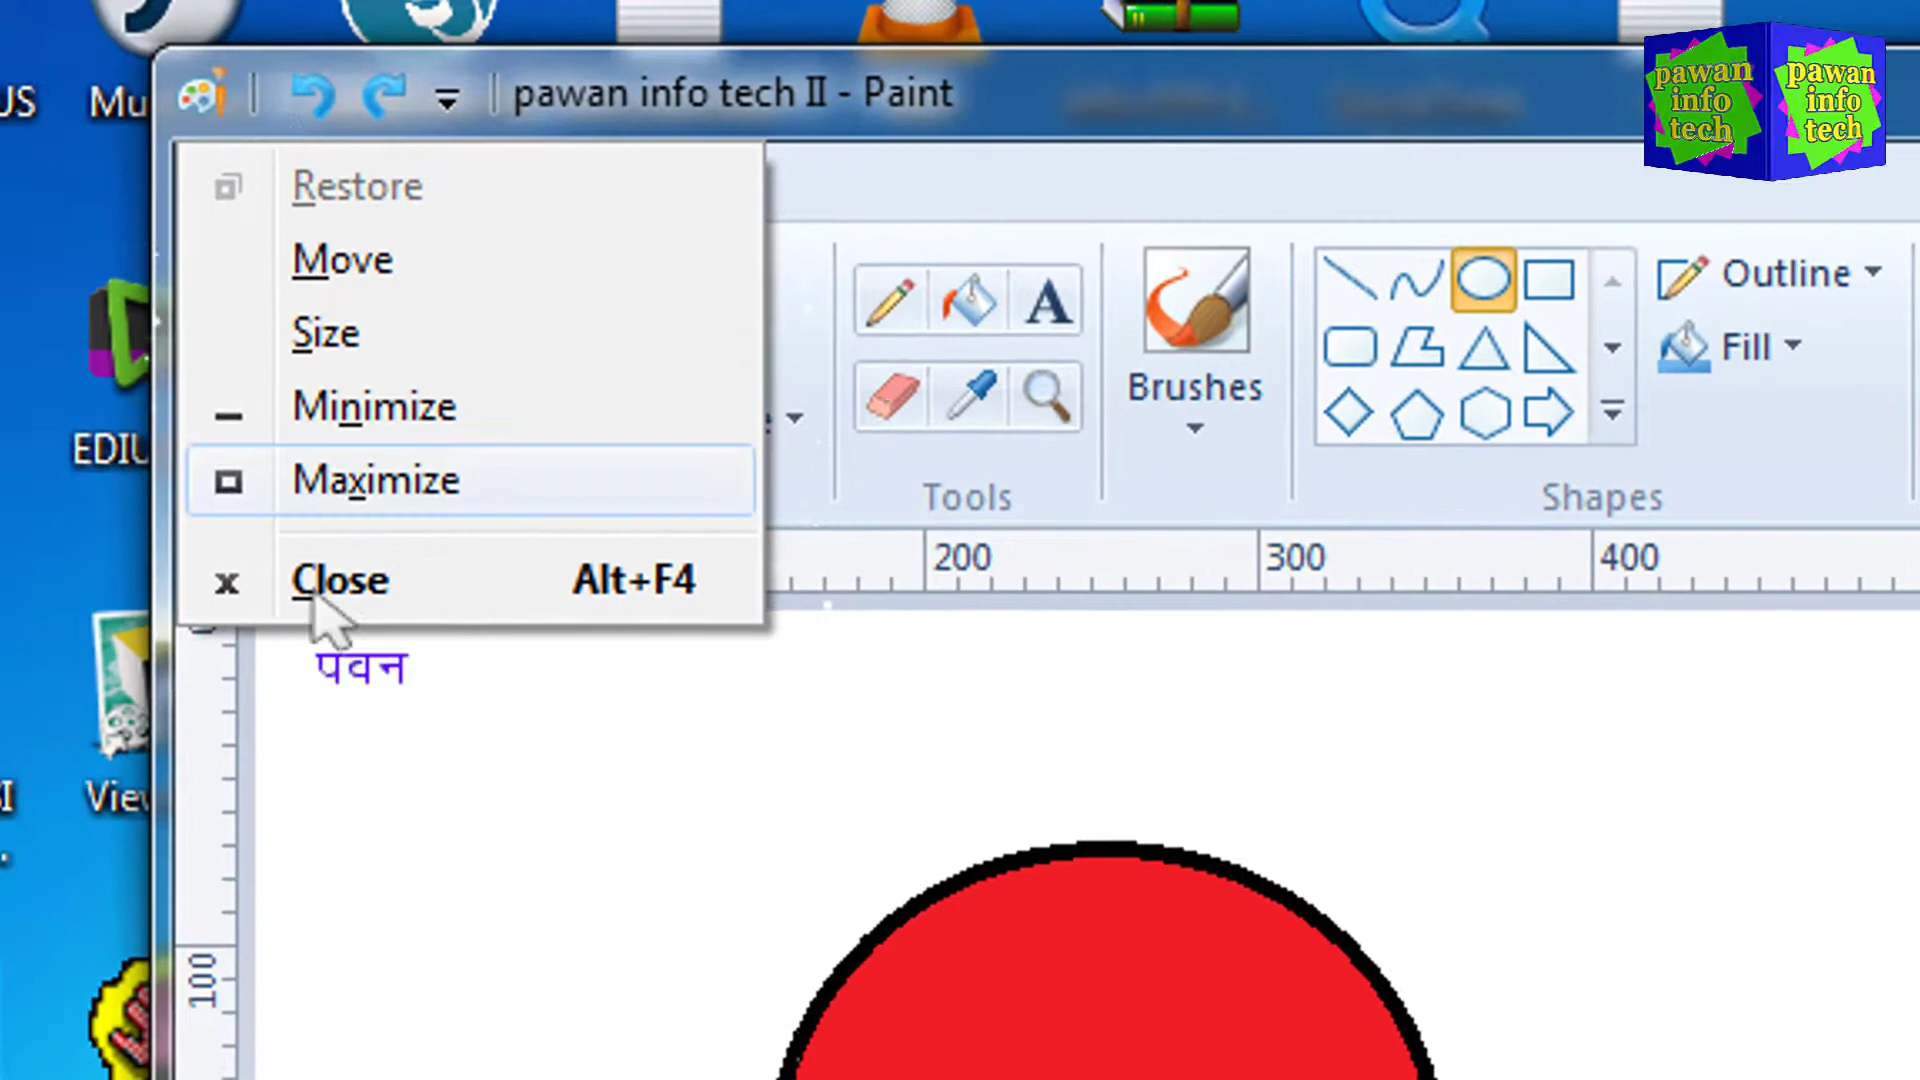 pawan info tech II - Paint
pawan info tech
pawan info tech
US
Mu
Restore
Move
Size
Minimize
Maximize
Close Alt+F4
Outline
Fill
Brushes
Tools
Shapes
200
300
400
EDIU
पवन
View
100